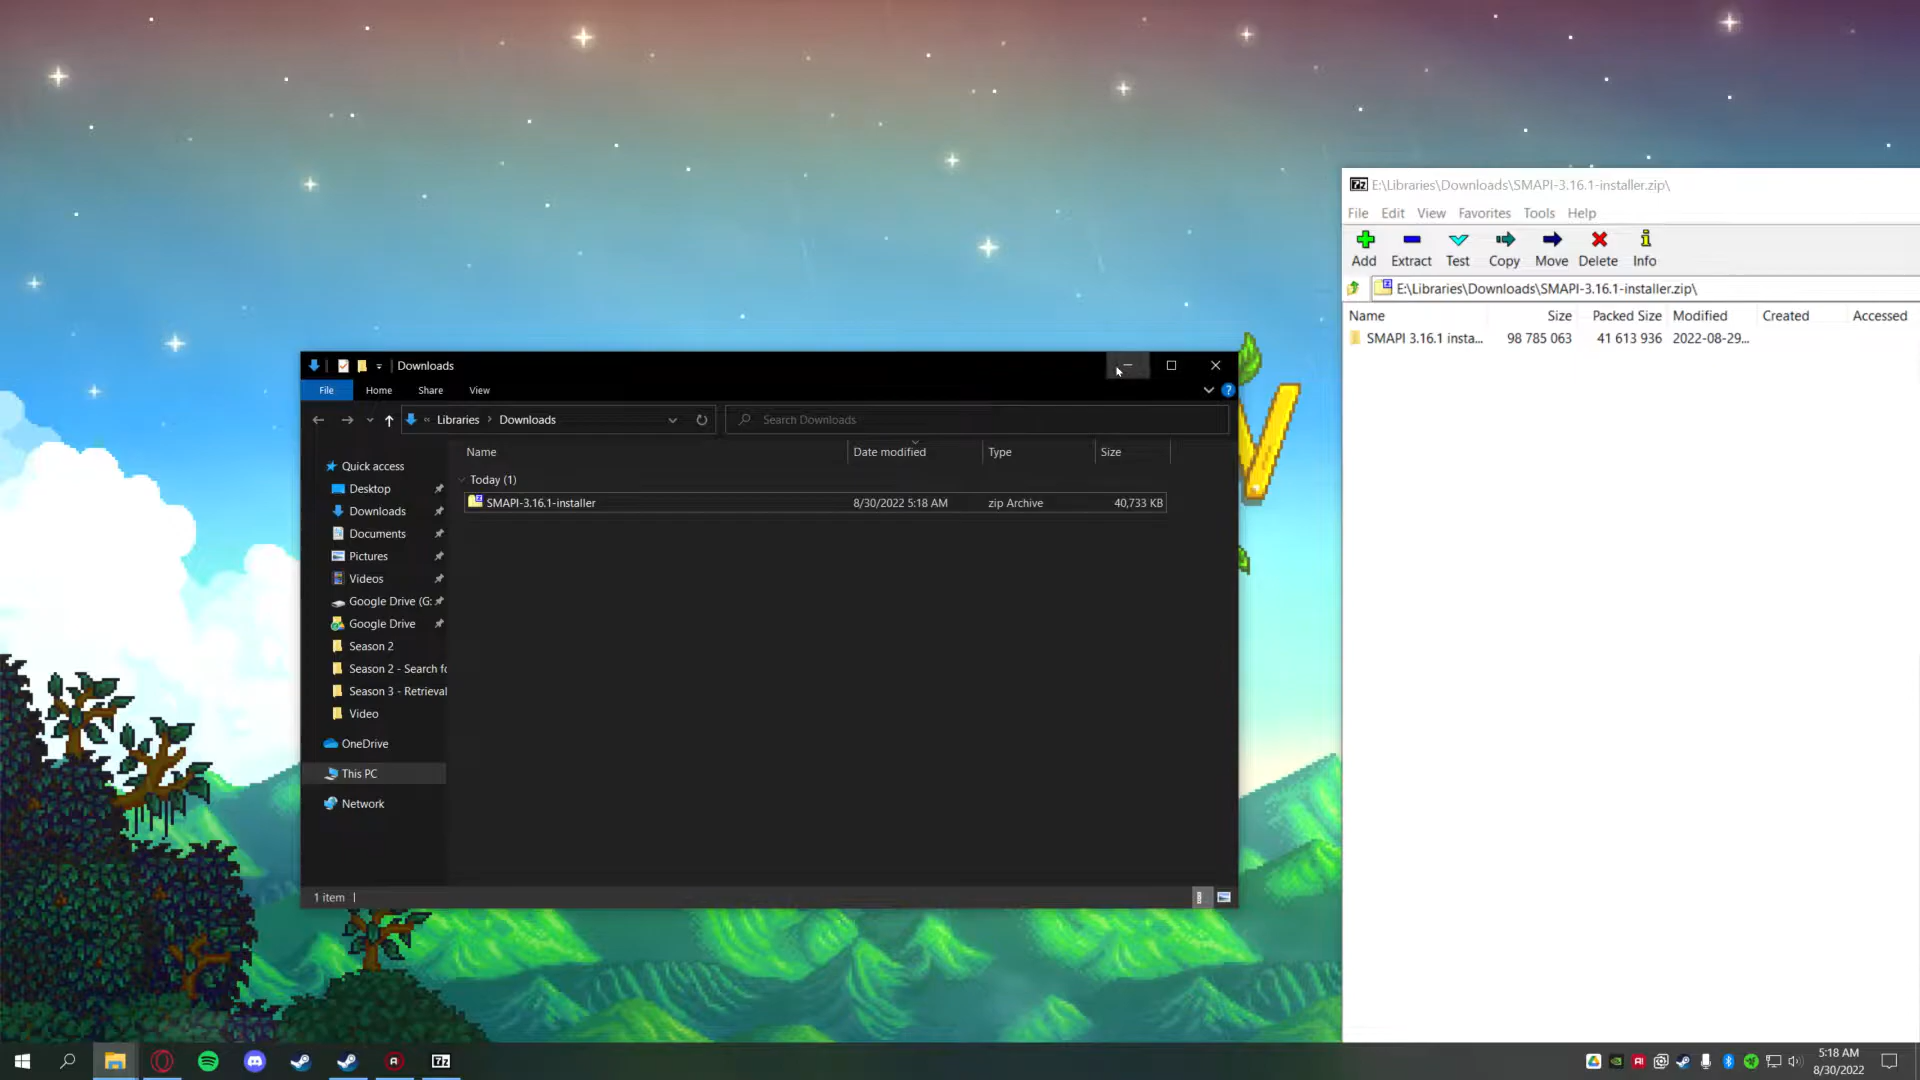 Downloads
File Home Share View
« Libraries > Downloads
Search Downloads
Name Date modified Type Size
Today (1)
SMAPI-3.16.1-installer 8/30/2022 5:18 AM zip Archive 40,733 KB
Quick access
Desktop
Downloads
Documents
Pictures
Videos
Google Drive (G:
Google Drive
Season 2
Season 2 - Search fo
Season 3 - Retrieval
Video
OneDrive
This PC
Network
1 item
E:\Libraries\Downloads\SMAPI-3.16.1-installer.zip\
File Edit View Favorites Tools Help
Add Extract Test Copy Move Delete Info
E:\Libraries\Downloads\SMAPI-3.16.1-installer.zip\
Name Size Packed Size Modified Created Accessed
SMAPI 3.16.1 insta... 98 785 063 41 613 936 2022-08-29...
5:18 AM
8/30/2022